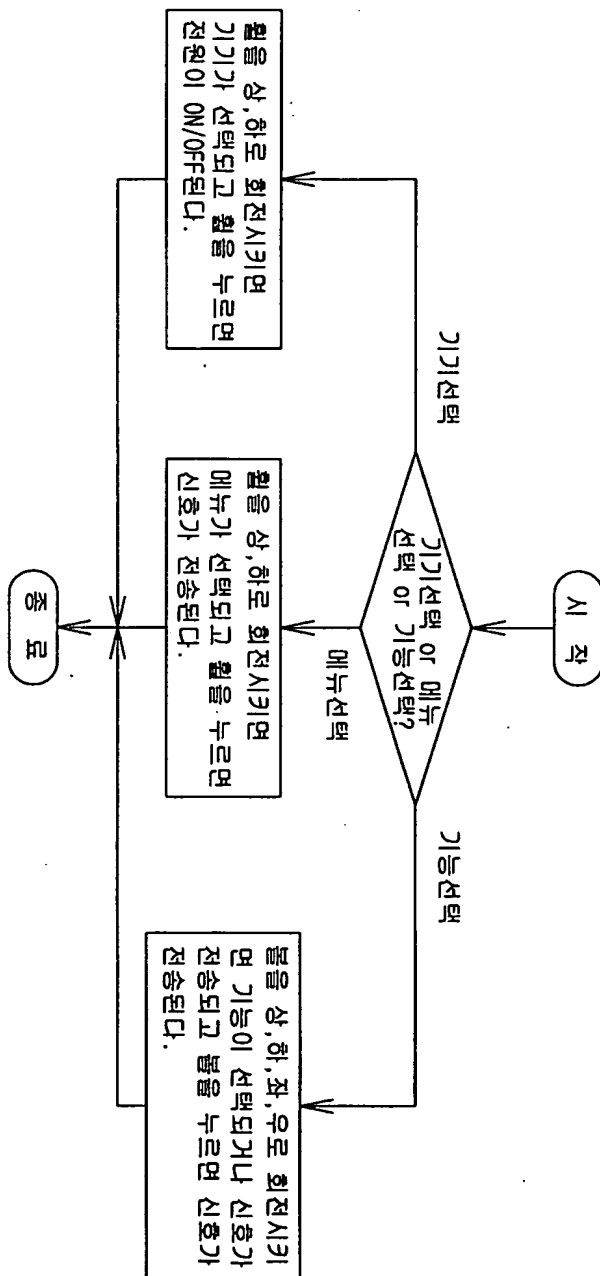 시 작
기기선택 or 메뉴
선택 or 기능선택?
기기선택
메뉴선택
기능선택
휠을 상,하로 회전시키면
기기가 선택되고 휠을 누르면
전원이 ON/OFF된다.
휠을 상,하로 회전시키면
메뉴가 선택되고 휠을 누르면
신호가 전송된다.
볼을 상,하,좌,우로 회전시키
면 기능이 선택되거나 신호가
전송되고 볼을 누르면 신호가
전송된다.
종 료